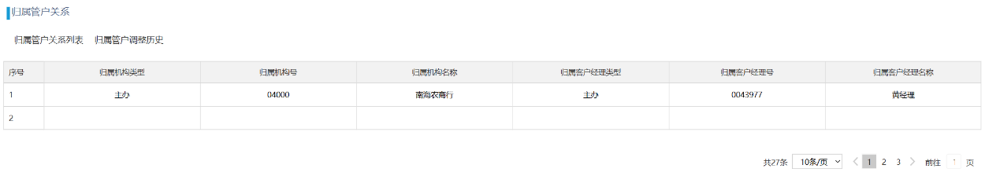 归属管户关系
归属管户关系列表 归属管户调整历史
序号 归属机构类型 归属机构号 归属机构名称 归属客户经理类型 归属客户经理号 归属客户经理名称
1 主办 04000 南海农商行 主办 0043977 黄经理
2
共27条 10条/页 1 2 3 前往 1 页